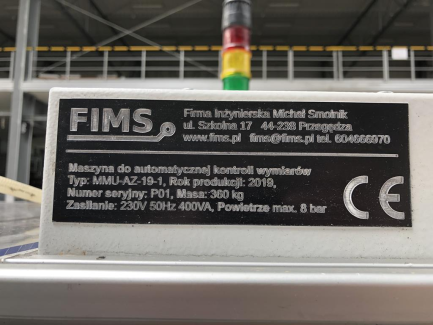 FIMS
Firma Inżynierska Michał Smolnik
ul. Szkolna 17 44-238 Przegędza
www.fims.pl fims@fims.pl tel. 604666970
Maszyna do automatycznej kontroli wymiarów
Typ: MMU-AZ-19-1, Rok produkcji: 2019,
Numer seryjny: P01, Masa: 360 kg
Zasilanie: 230V 50Hz 400VA, Powietrze max. 8 bar
CE